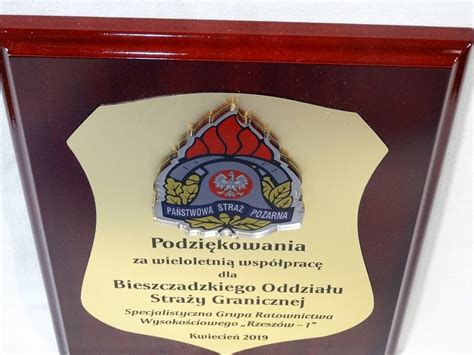 PAŃSTWOWA STRAŻ POŻARNA
Podziękowania
za wieloletnią współpracę
dla
Bieszczadzkiego Oddziału
Straży Granicznej
Specjalistyczna Grupa Ratownictwa
Wysokościowego „Rzeszów – 1"
Kwiecień 2019